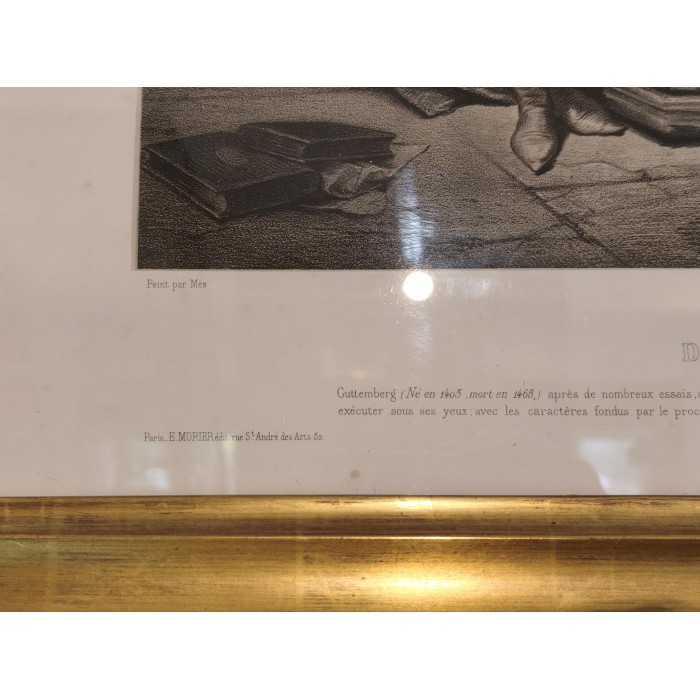 Peint par Mès
D
Guttemberg (Né en 1405, mort en 1468,) après de nombreux essais,
exécuter sous ses yeux; avec les caractères fondus par le proc
Paris_E.MORIER édit. rue St. André des Arts 52